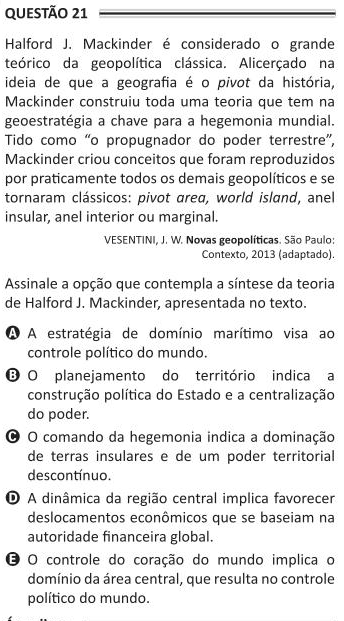 QUESTÃO 21
Halford J. Mackinder é considerado o grande
teórico da geopolítica clássica. Alicerçado na
ideia de que a geografia é o pivot da história,
Mackinder construiu toda uma teoria que tem na
geoestratégia a chave para a hegemonia mundial.
Tido como “o propugnador do poder terrestre”,
Mackinder criou conceitos que foram reproduzidos
por praticamente todos os demais geopolíticos e se
tornaram clássicos: pivot area, world island, anel
insular, anel interior ou marginal.
VESENTINI, J. W. Novas geopolíticas. São Paulo:
Contexto, 2013 (adaptado).
Assinale a opção que contempla a síntese da teoria
de Halford J. Mackinder, apresentada no texto.
A A estratégia de domínio marítimo visa ao
controle político do mundo.
B O planejamento do território indica a
construção política do Estado e a centralização
do poder.
C O comando da hegemonia indica a dominação
de terras insulares e de um poder territorial
descontínuo.
D A dinâmica da região central implica favorecer
deslocamentos econômicos que se baseiam na
autoridade financeira global.
E O controle do coração do mundo implica o
domínio da área central, que resulta no controle
político do mundo.